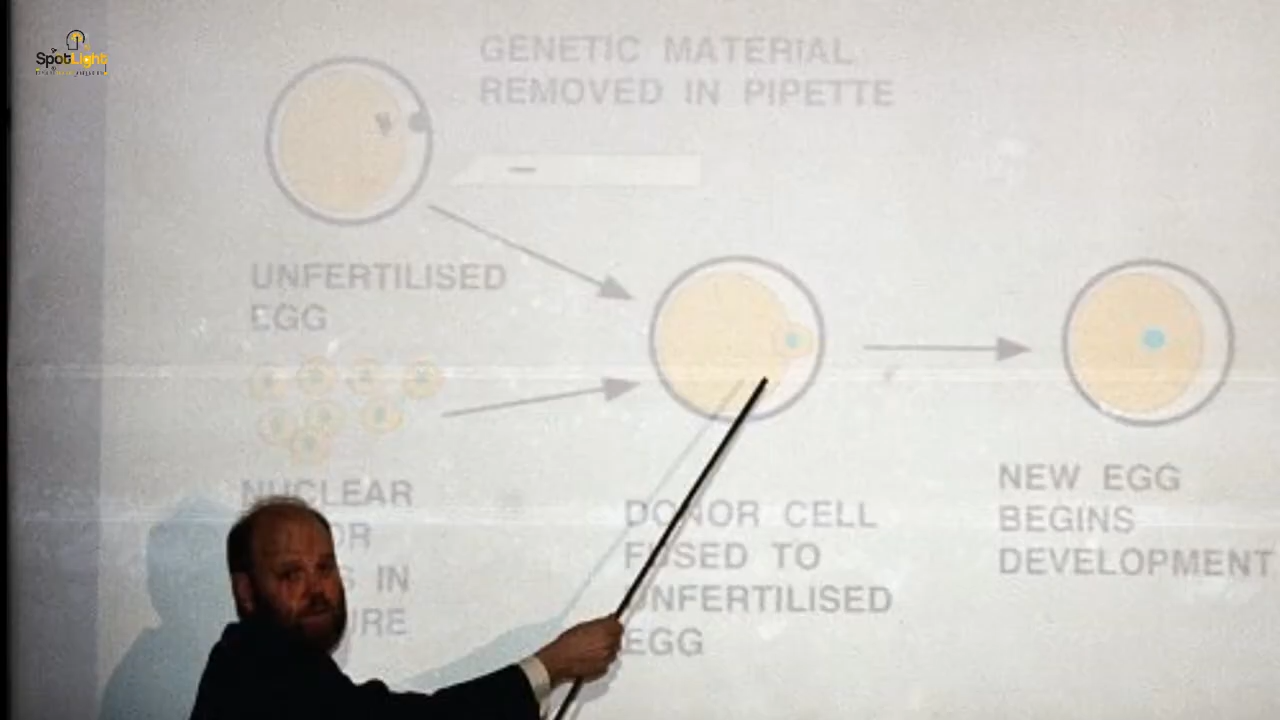 SpotLight
GENETIC MATERIAL
REMOVED IN PIPETTE
UNFERTILISED
EGG
NUCLEAR
OR
IN
DONOR CELL
FUSED TO
UNFERTILISED
EGG
NEW EGG
BEGINS
DEVELOPMENT